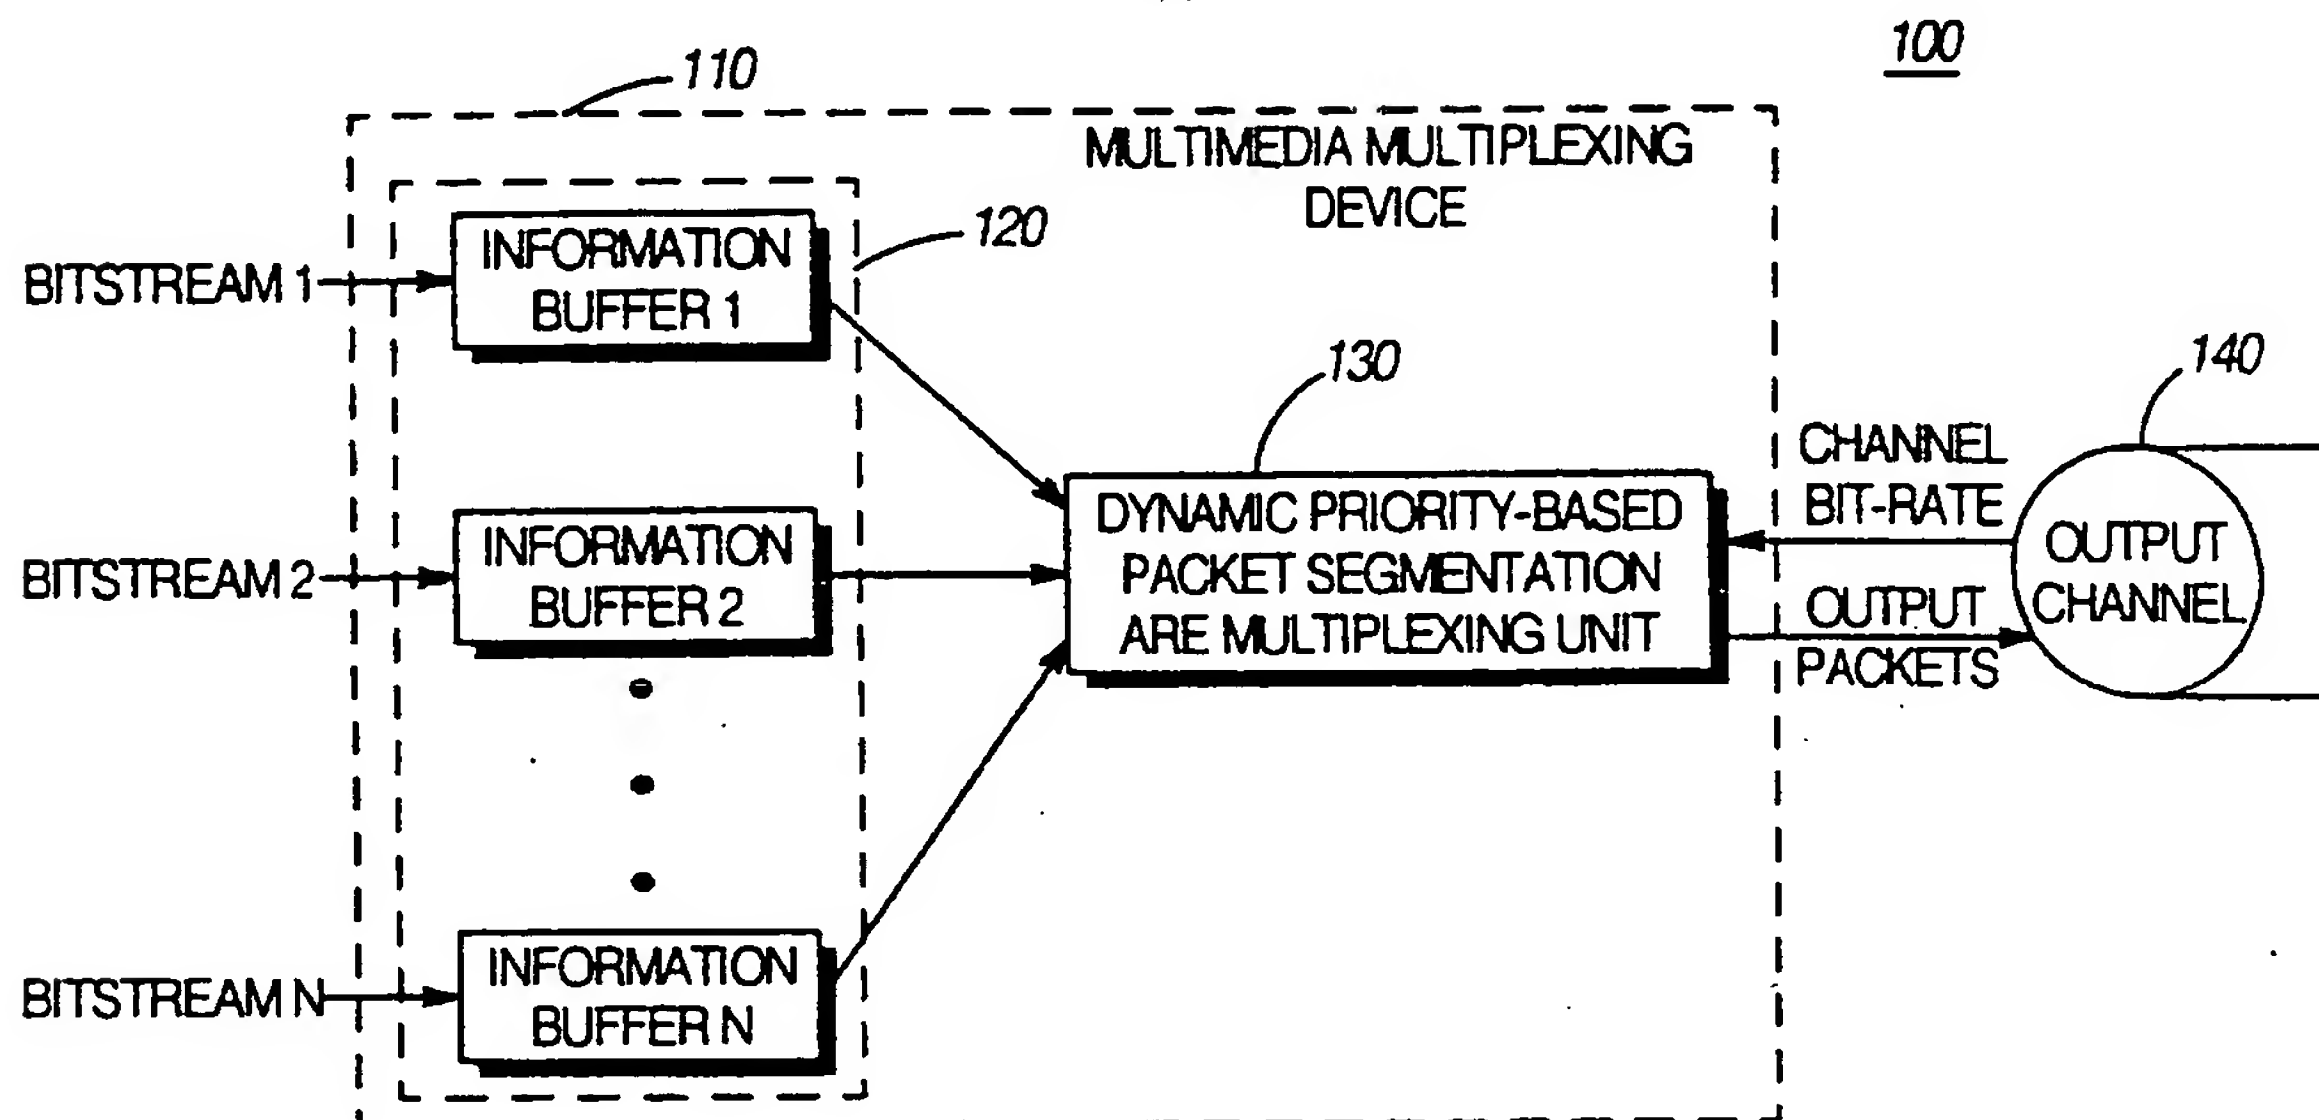 100
110
MULTIMEDIA MULTIPLEXING
DEVICE
120
BITSTREAM 1
INFORMATION
BUFFER 1
130
140
BITSTREAM 2
INFORMATION
BUFFER 2
DYNAMIC PRIORITY-BASED
PACKET SEGMENTATION
ARE MULTIPLEXING UNIT
CHANNEL
BIT-RATE
OUTPUT
PACKETS
OUTPUT
CHANNEL
BITSTREAM N
INFORMATION
BUFFER N